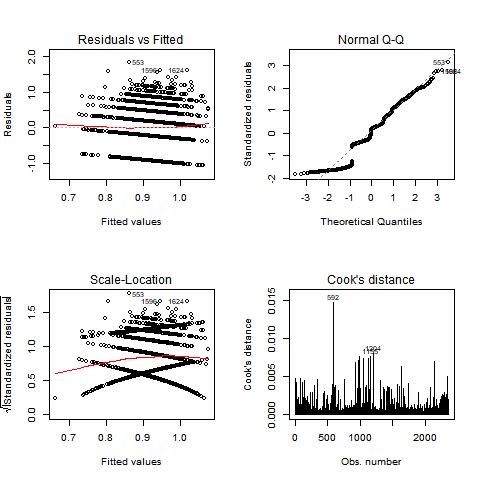 Residuals vs Fitted
Residuals
-1.0 0.0 1.0 2.0
553
1596 1624
0.7 0.8 0.9 1.0
Fitted values
Normal Q-Q
Standardized residuals
-2 -1 0 1 2 3
553
-3 -2 -1 0 1 2 3
Theoretical Quantiles
Scale-Location
√|Standardized residuals|
0.0 0.5 1.0 1.5
553
1596 1624
0.7 0.8 0.9 1.0
Fitted values
Cook's distance
Cook's distance
0.000 0.005 0.010 0.015
592
0 500 1000 2000
Obs. number